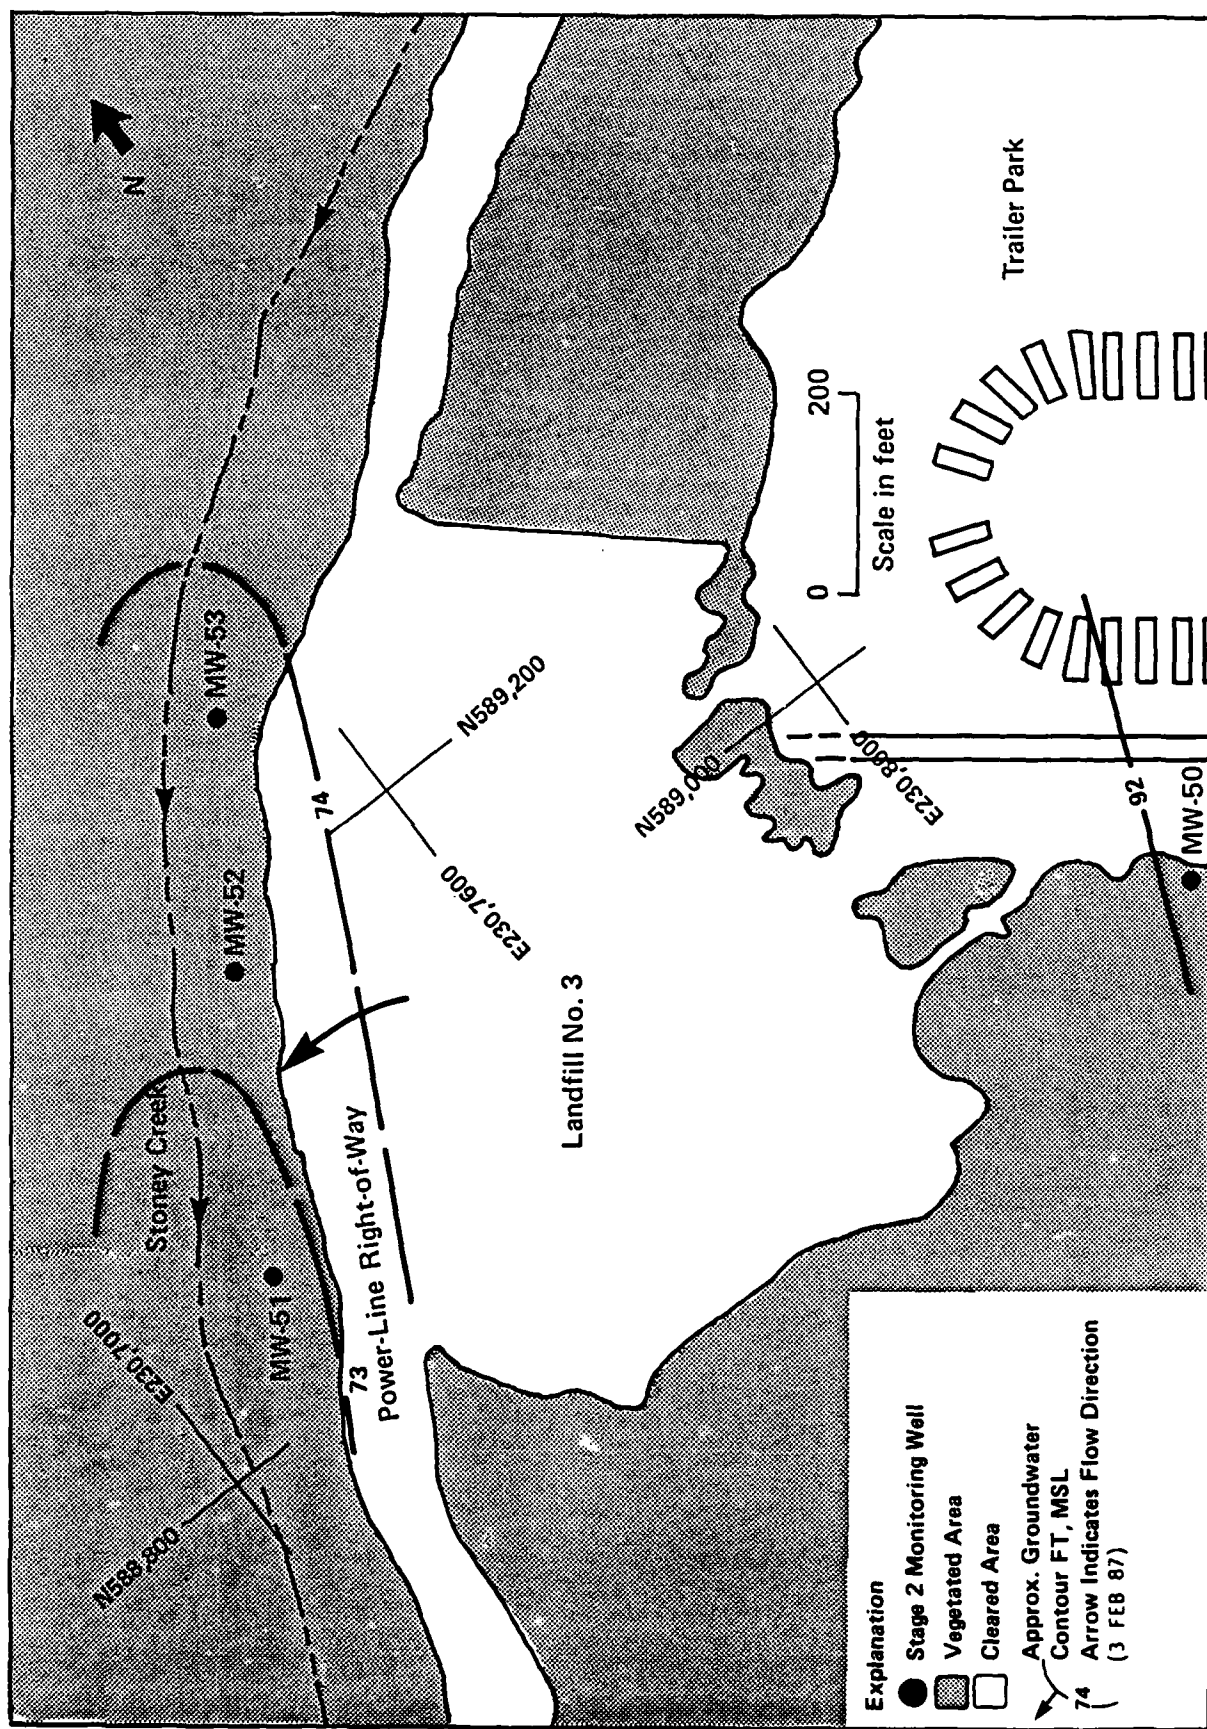 N
Stoney Creek
E230,7000
N588,800
MW-51
MW-52
MW-53
73
Power-Line Right-of-Way
74
N589,200
E230,7600
Landfill No. 3
N589,000
E230,8000
0
200
Scale in feet
Trailer Park
92
MW-50
Explanation
Stage 2 Monitoring Well
Vegetated Area
Cleared Area
Approx. Groundwater
Contour FT, MSL
74
Arrow Indicates Flow Direction
(3 FEB 87)